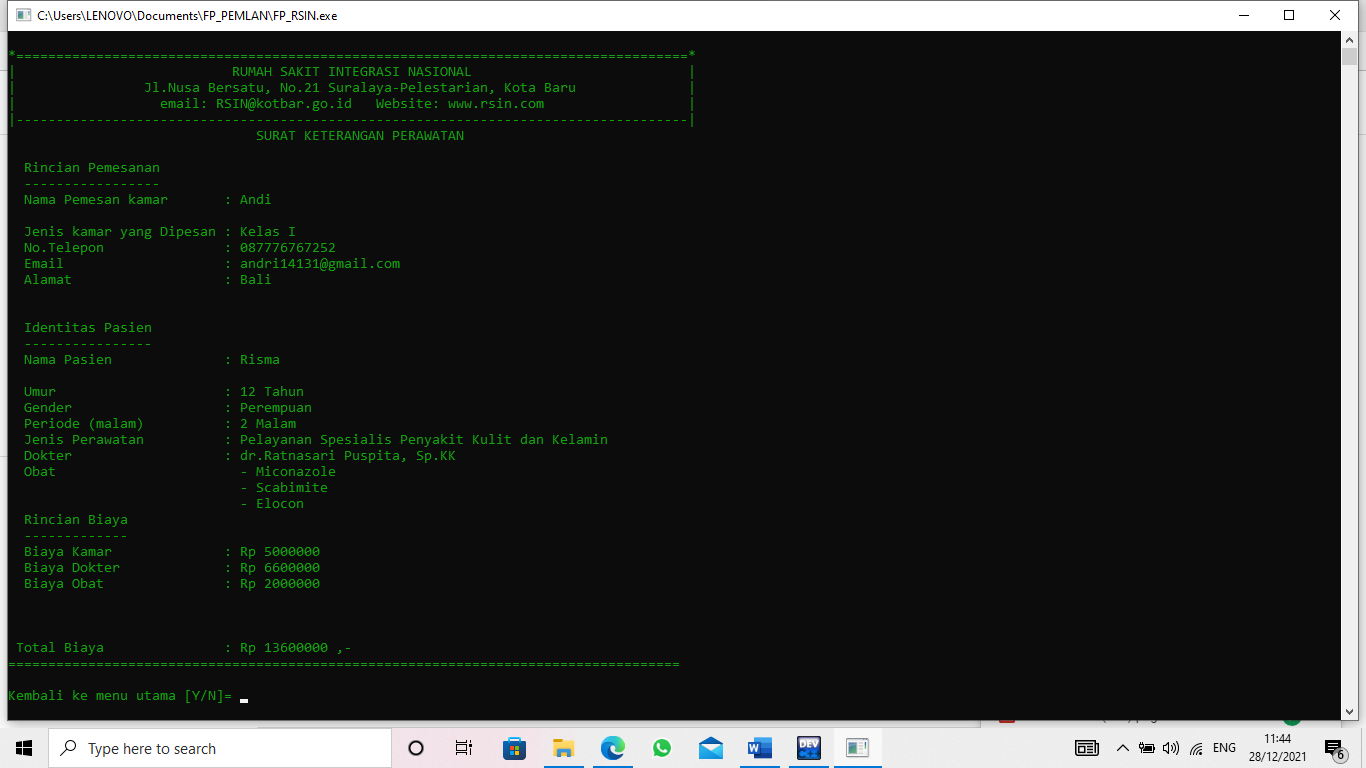 C:\Users\LENOVO\Documents\FP_PEMLAN\FP_RSIN.exe
*====================================================================================*
| RUMAH SAKIT INTEGRASI NASIONAL |
| Jl.Nusa Bersatu, No.21 Suralaya-Pelestarian, Kota Baru |
| email: RSIN@kotbar.go.id Website: www.rsin.com |
|------------------------------------------------------------------------------------|
SURAT KETERANGAN PERAWATAN
Rincian Pemesanan
-----------------
Nama Pemesan kamar : Andi
Jenis kamar yang Dipesan : Kelas I
No.Telepon : 087776767252
Email : andri14131@gmail.com
Alamat : Bali
Identitas Pasien
----------------
Nama Pasien : Risma
Umur : 12 Tahun
Gender : Perempuan
Periode (malam) : 2 Malam
Jenis Perawatan : Pelayanan Spesialis Penyakit Kulit dan Kelamin
Dokter : dr.Ratnasari Puspita, Sp.KK
Obat - Miconazole
- Scabimite
- Elocon
Rincian Biaya
-------------
Biaya Kamar : Rp 5000000
Biaya Dokter : Rp 6600000
Biaya Obat : Rp 2000000
Total Biaya : Rp 13600000 ,-
====================================================================================
Kembali ke menu utama [Y/N]= _
Type here to search
DEV C++
ENG
11:44
28/12/2021
6